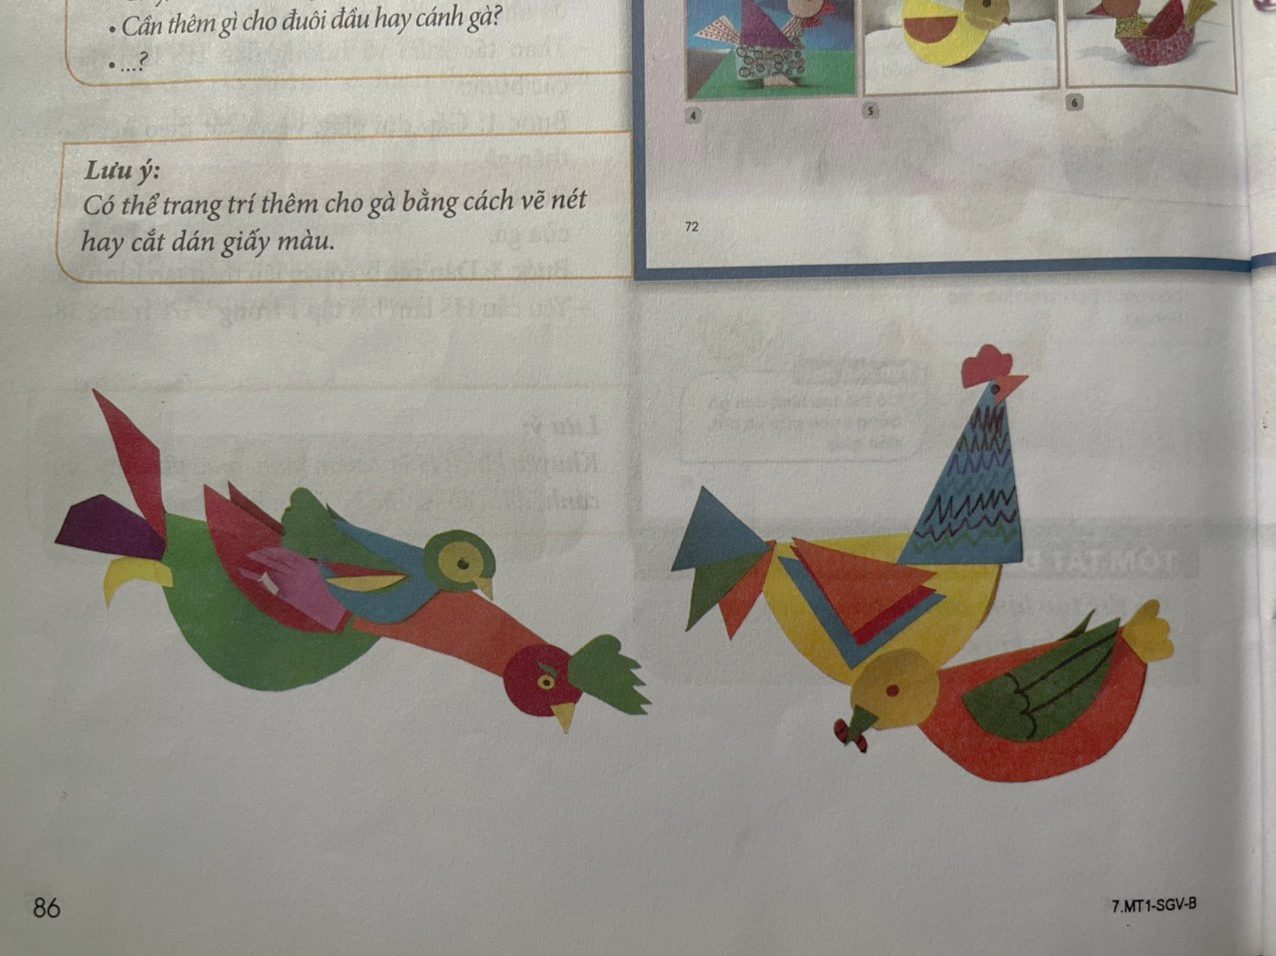 • Cần thêm gì cho đuôi đầu hay cánh gà?
• ...?
Lưu ý:
Có thể trang trí thêm cho gà bằng cách vẽ nét
hay cắt dán giấy màu.
4
5
6
72
86
7.MT1-SGV-B